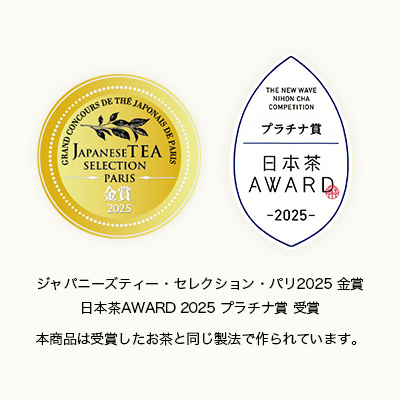 GRAND CONCOURS DE THÉ JAPONAIS DE PARIS
JAPANESE TEA
SELECTION
PARIS
金賞
2025
THE NEW WAVE
NIHON CHA
COMPETITION
プラチナ賞
日本茶
AWARD
-2025-
ジャパニーズティー・セレクション・パリ2025 金賞
日本茶AWARD 2025 プラチナ賞 受賞
本商品は受賞したお茶と同じ製法で作られています。